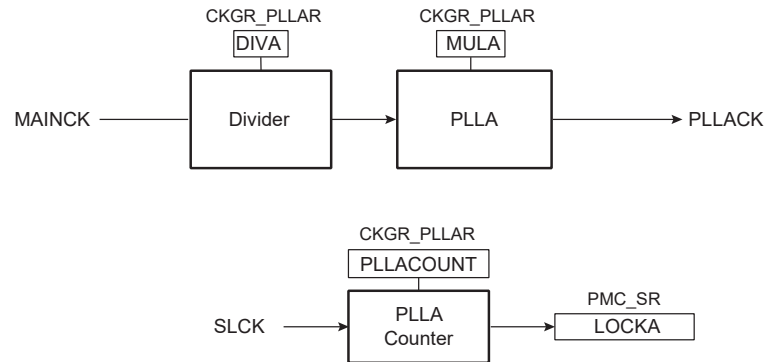 CKGR_PLLAR
CKGR_PLLAR
DIVA
MULA
MAINCK
Divider
PLLA
PLLACK
CKGR_PLLAR
PLLACOUNT
PMC_SR
SLCK
PLLA
Counter
LOCKA